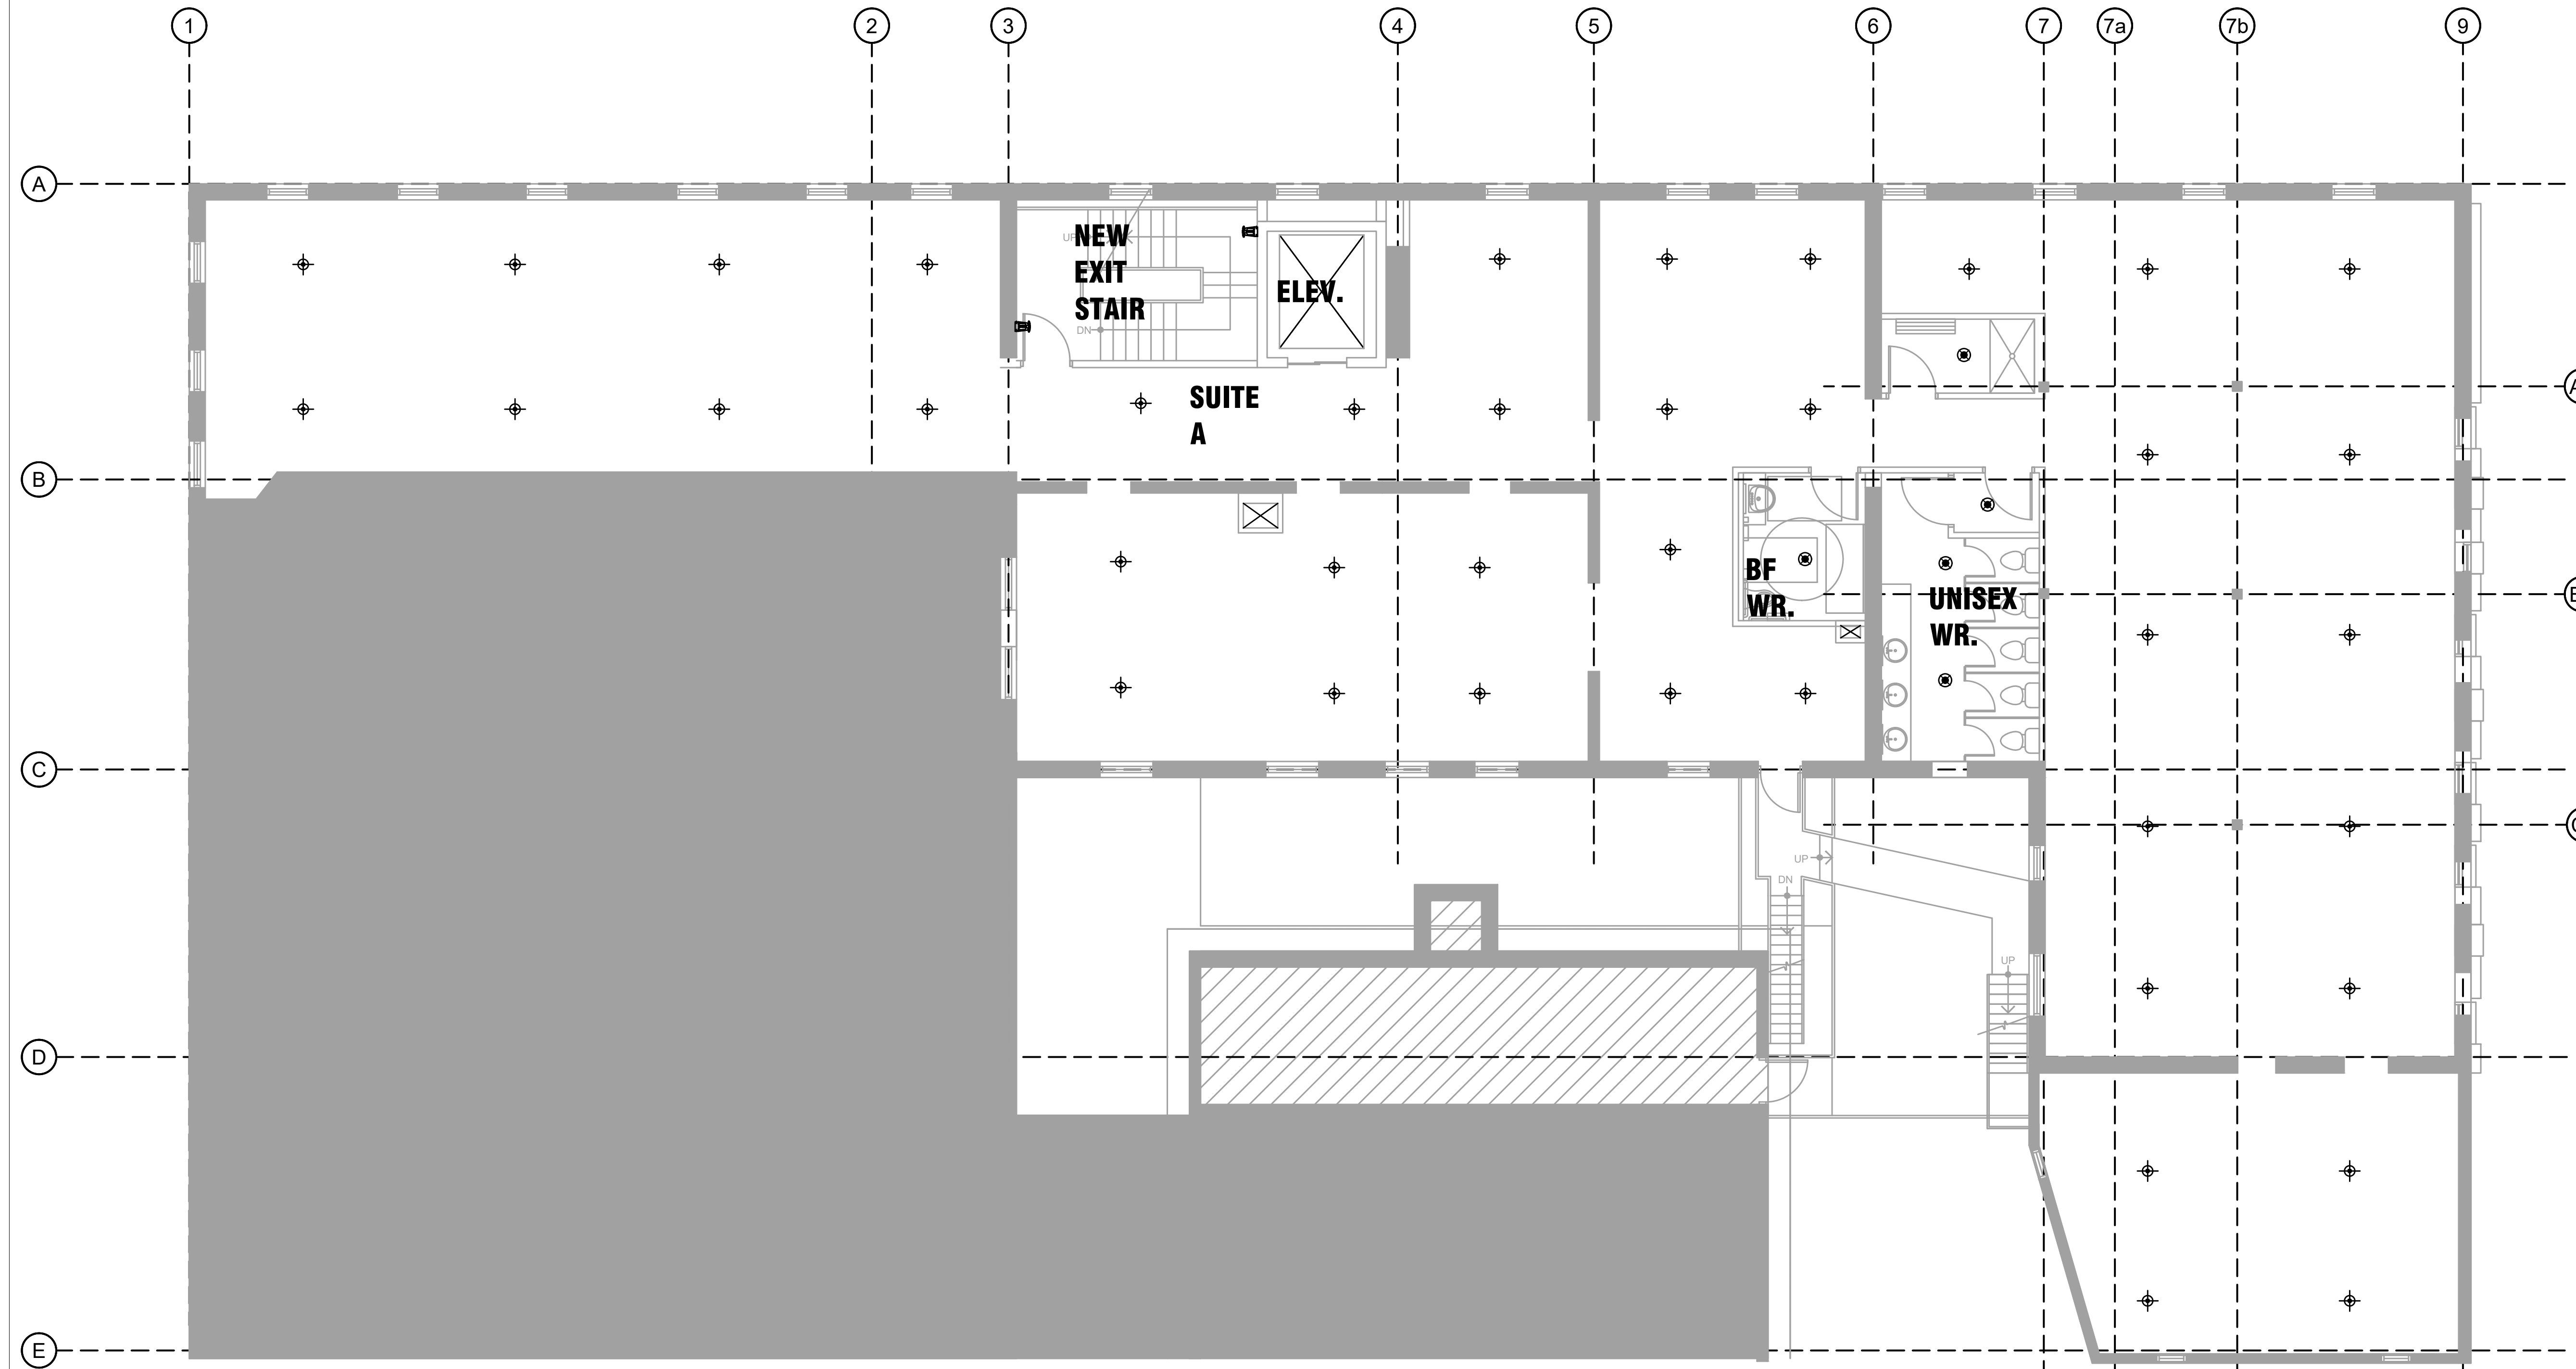 1 2 3 4 5 6 7 7a 7b 9
A
UP
NEW
EXIT
STAIR
DN
ELEV.
SUITE
A
B
BF
WR.
UNISEX
WR.
C
UP
DN
UP
D
E